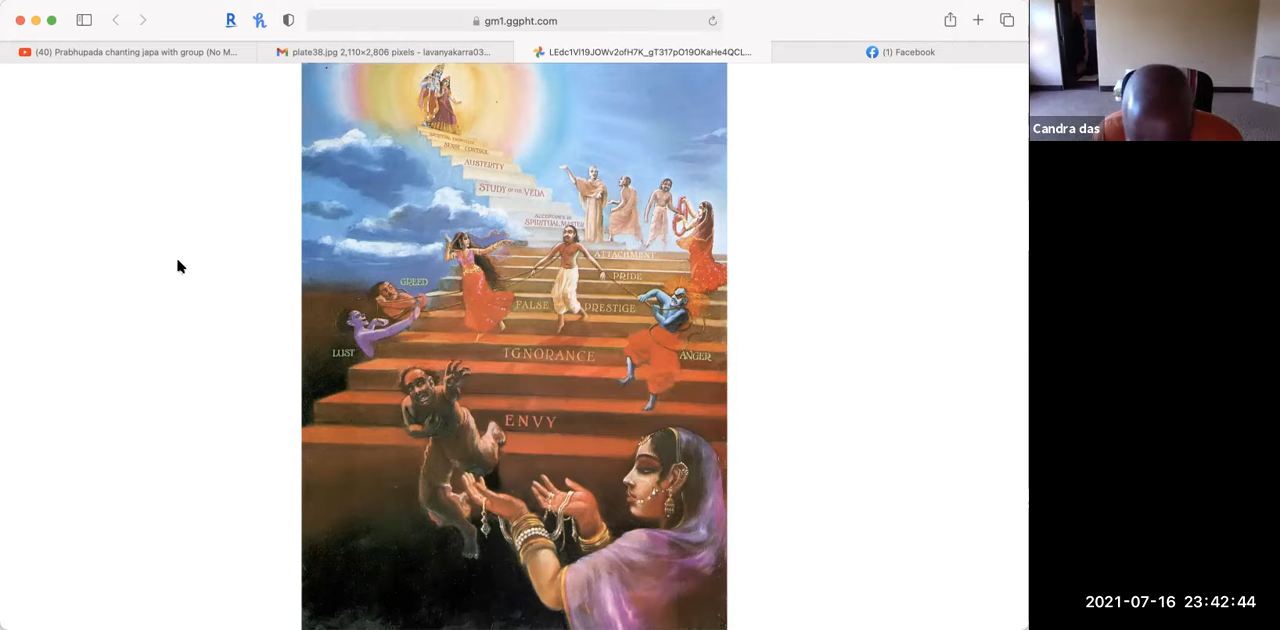 gm1.ggpht.com
(40) Prabhupada chanting japa with group (No M...
plate38.jpg 2,110×2,806 pixels - lavanyakarra03...
LEdc1Vl19JOWv2ofH7K_gT317pO19OKaHe4QCL...
(1) Facebook
Candra das
SENSE CONTROL
AUSTERITY
STUDY OF THE VEDA
ACCEPTANCE OF
SPIRITUAL MASTER
ATTACHMENT
PRIDE
GREED
FALSE PRESTIGE
LUST
IGNORANCE
ANGER
ENVY
2021-07-16 23:42:44